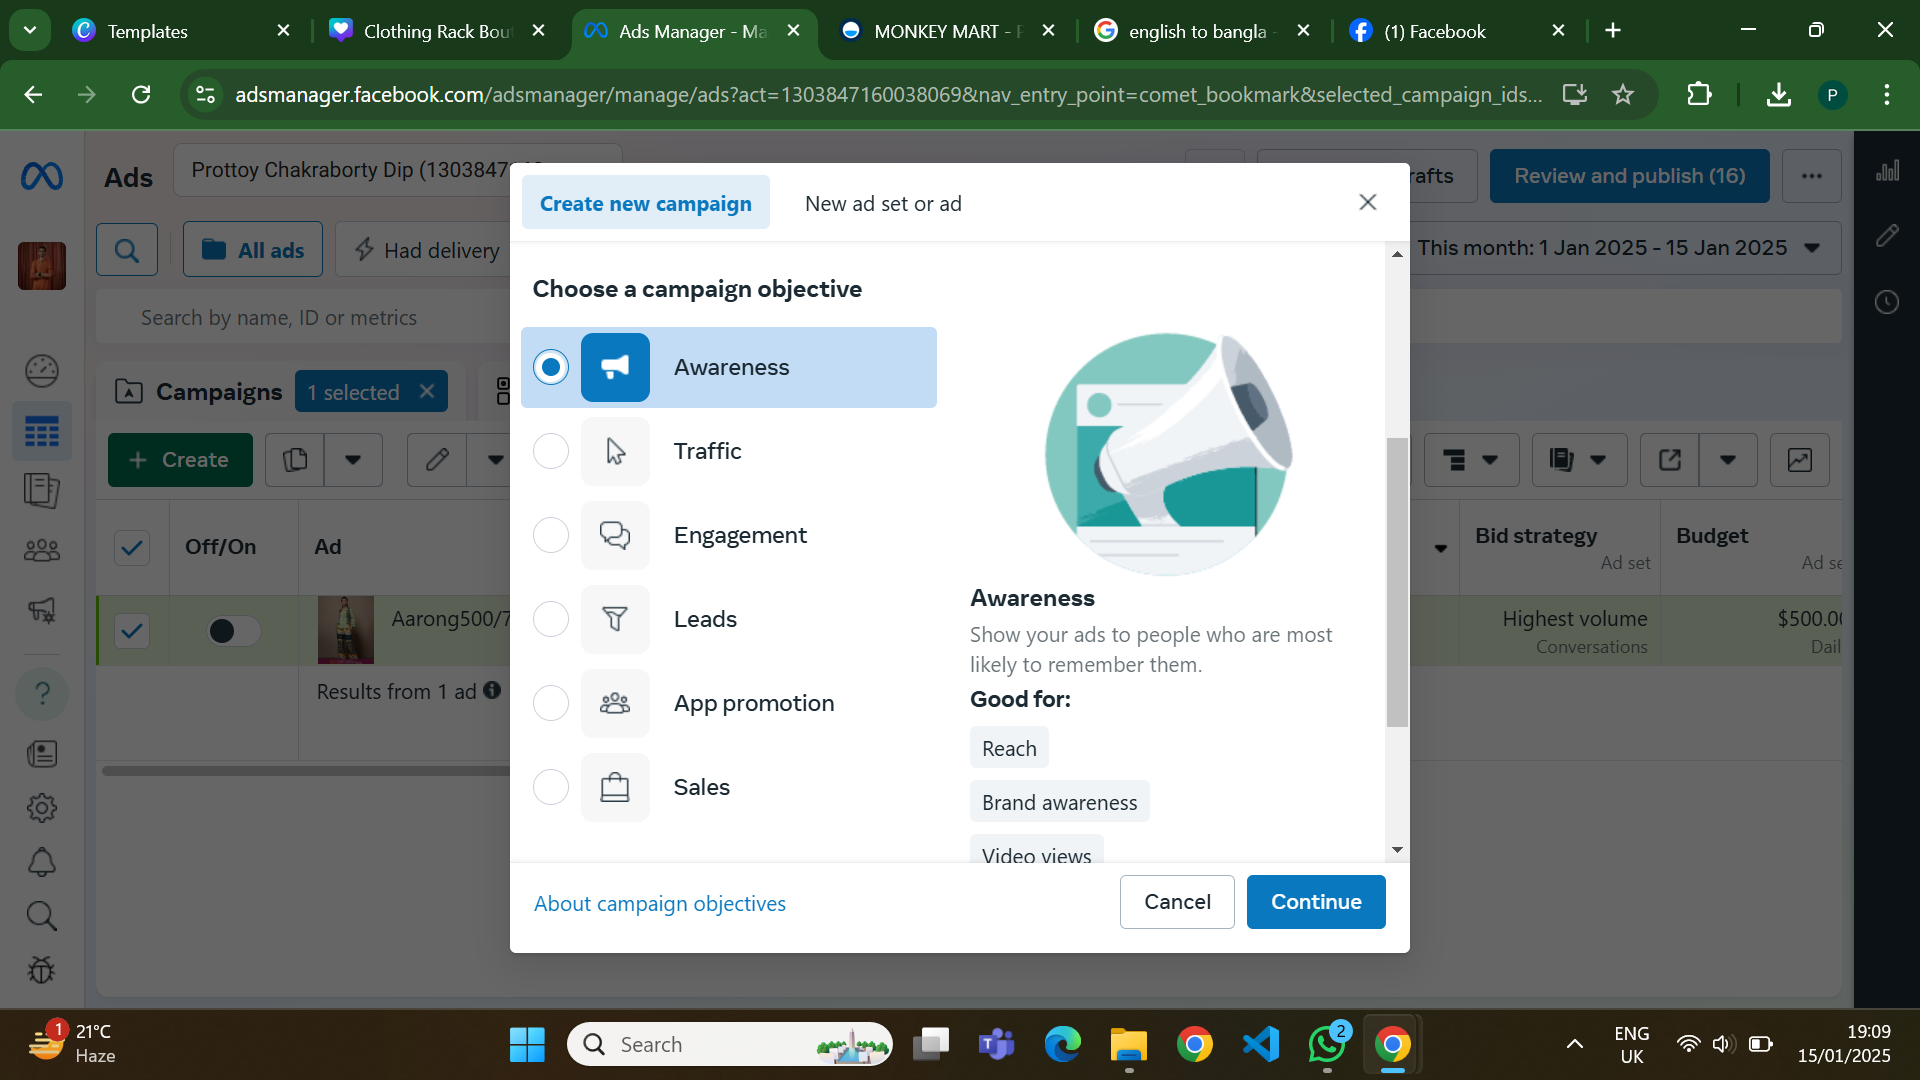 Templates
Clothing Rack Bou
Ads Manager - Ma
MONKEY MART - P
english to bangla -
(1) Facebook
adsmanager.facebook.com/adsmanager/manage/ads?act=1303847160038069&nav_entry_point=comet_bookmark&selected_campaign_ids...
P
Ads
Prottoy Chakraborty Dip (1303847
rafts
Review and publish (16)
Create new campaign
New ad set or ad
All ads
Had delivery
This month: 1 Jan 2025 - 15 Jan 2025
Search by name, ID or metrics
Choose a campaign objective
Awareness
Traffic
Engagement
Leads
App promotion
Sales
Awareness
Show your ads to people who are most
likely to remember them.
Good for:
Reach
Brand awareness
Video views
About campaign objectives
Cancel
Continue
Campaigns
1 selected
+ Create
Off/On
Ad
Bid strategy
Ad set
Budget
Ad se
Aarong500/7
Highest volume
Conversations
$500.00
Dail
Results from 1 ad
1
21°C
Haze
Search
2
ENG
UK
19:09
15/01/2025